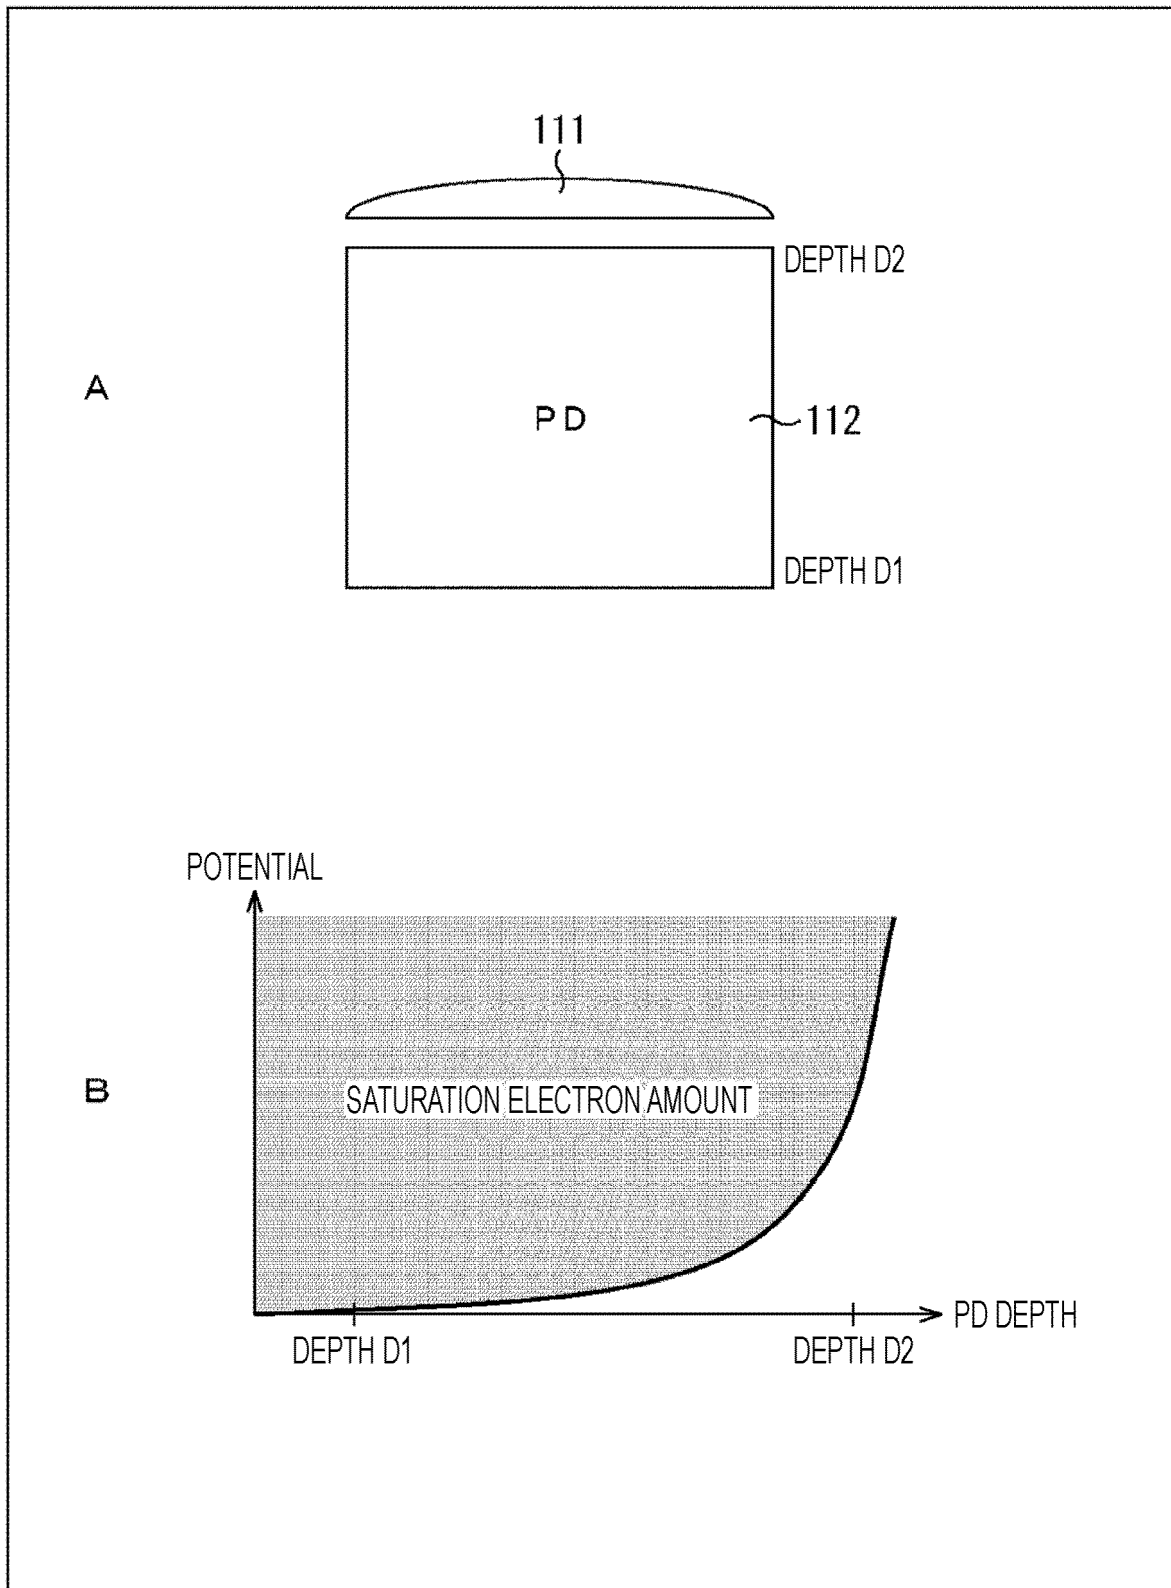 111
DEPTH D2
A
PD
112
DEPTH D1
POTENTIAL
B
SATURATION ELECTRON AMOUNT
PD DEPTH
DEPTH D1
DEPTH D2